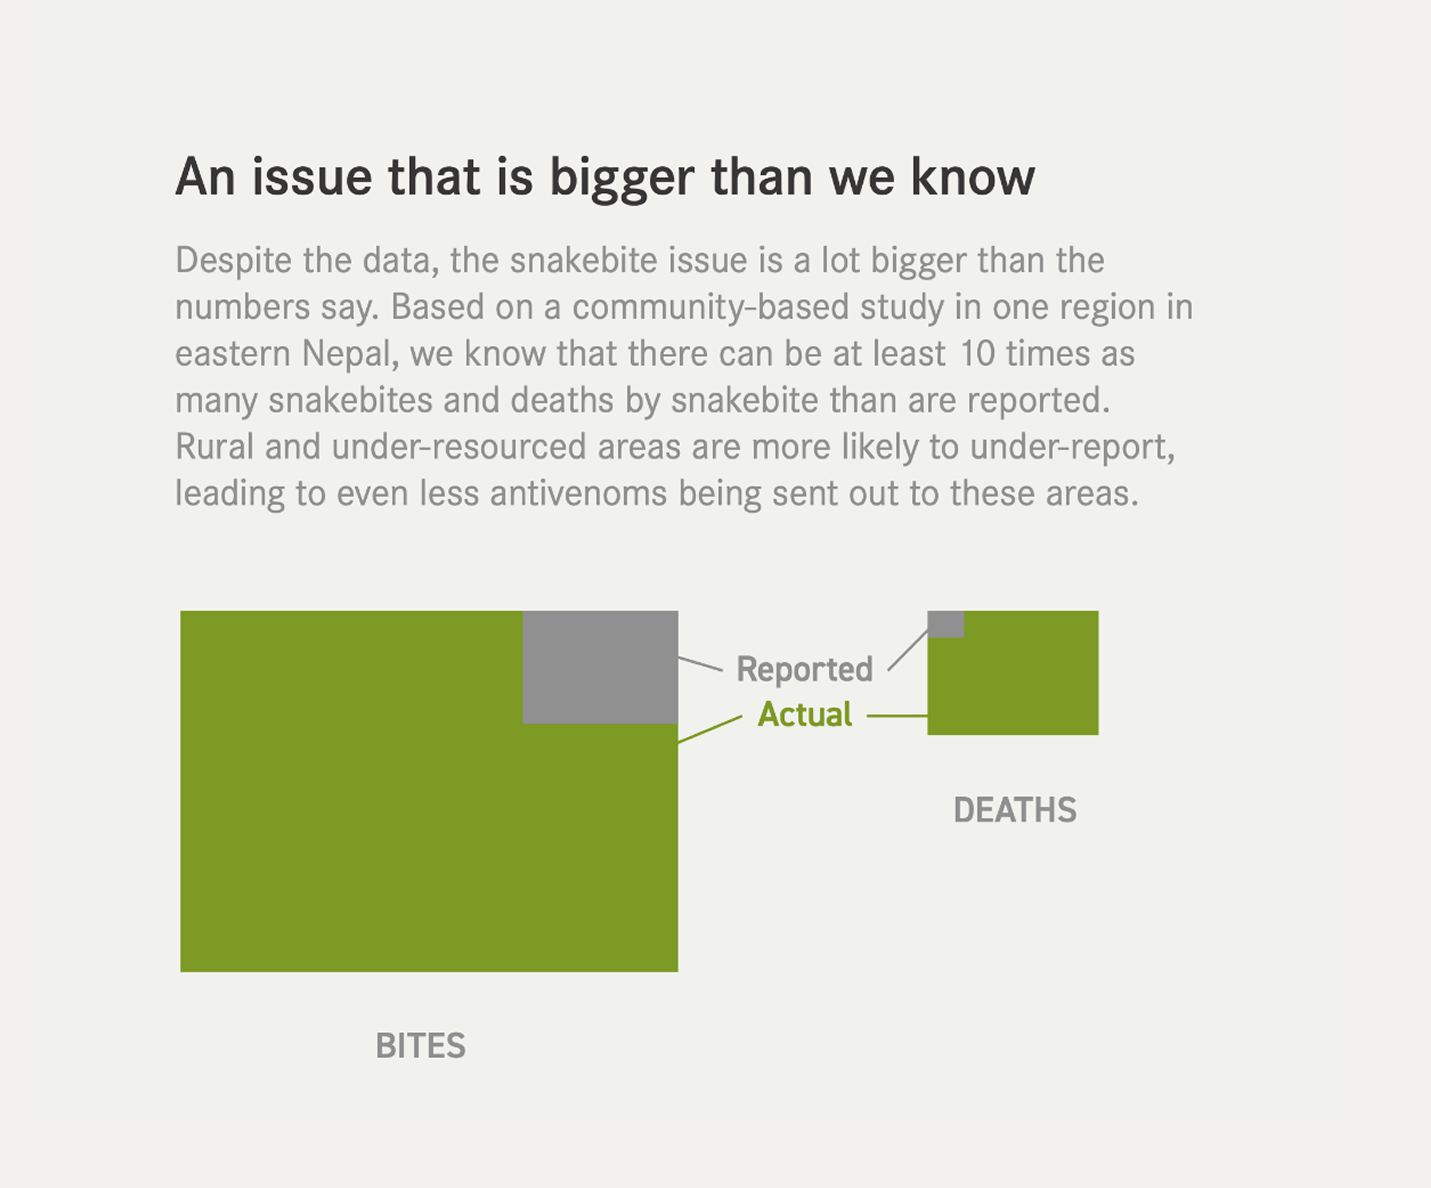 An issue that is bigger than we know
Despite the data, the snakebite issue is a lot bigger than the
numbers say. Based on a community-based study in one region in
eastern Nepal, we know that there can be at least 10 times as
many snakebites and deaths by snakebite than are reported.
Rural and under-resourced areas are more likely to under-report,
leading to even less antivenoms being sent out to these areas.
Reported
Actual
DEATHS
BITES